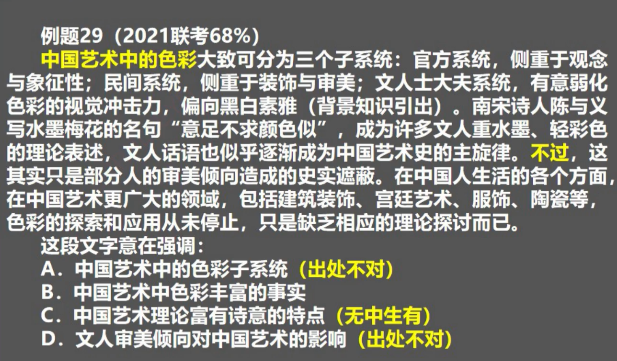 例题29（2021联考68%）
中国艺术中的色彩大致可分为三个子系统：官方系统，侧重于观念
与象征性；民间系统，侧重于装饰与审美；文人士大夫系统，有意弱化
色彩的视觉冲击力，偏向黑白素雅（背景知识引出）。南宋诗人陈与义
写水墨梅花的名句“意足不求颜色似”，成为许多文人重水墨、轻彩色
的理论表述，文人话语也似乎逐渐成为中国艺术史的主旋律。不过，这
其实只是部分人的审美倾向造成的史实遮蔽。在中国人生活的各个方面，
在中国艺术更广大的领域，包括建筑装饰、宫廷艺术、服饰、陶瓷等，
色彩的探索和应用从未停止，只是缺乏相应的理论探讨而已。
这段文字意在强调：
A．中国艺术中的色彩子系统（出处不对）
B．中国艺术中色彩丰富的事实
C．中国艺术理论富有诗意的特点（无中生有）
D．文人审美倾向对中国艺术的影响（出处不对）